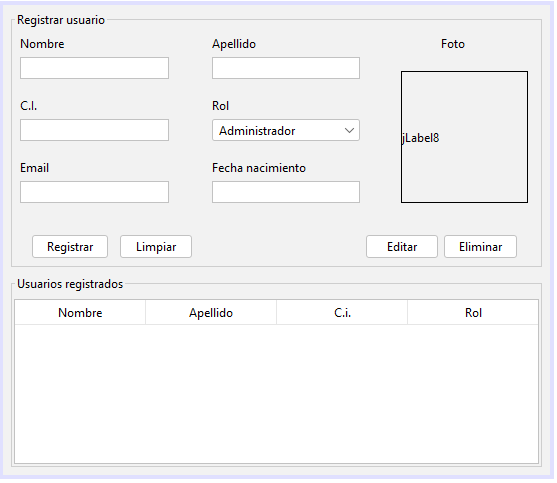 Registrar usuario
Nombre Apellido Foto
C.I. Rol
Administrador
jLabel8
Email Fecha nacimiento
Registrar Limpiar Editar Eliminar
Usuarios registrados
Nombre Apellido C.i. Rol